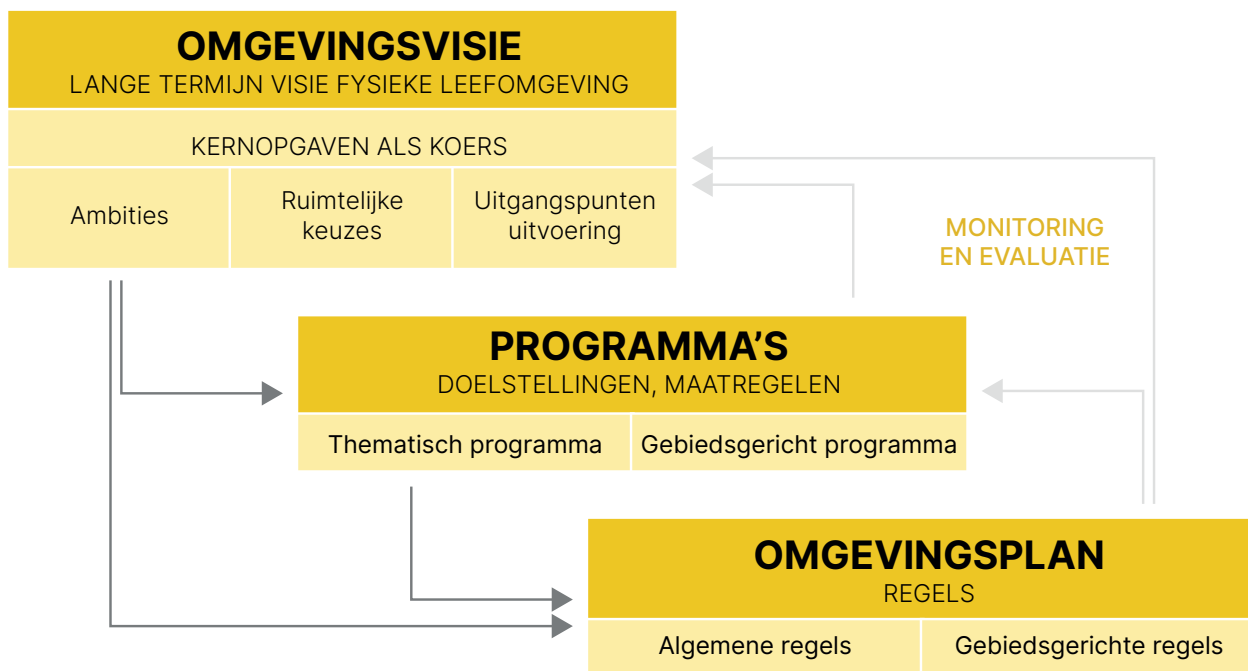 OMGEVINGSVISIE
LANGE TERMIJN VISIE FYSIEKE LEEFOMGEVING
KERNOPGAVEN ALS KOERS
Ambities
Ruimtelijke
keuzes
Uitgangspunten
uitvoering
MONITORING
EN EVALUATIE
PROGRAMMA'S
DOELSTELLINGEN, MAATREGELEN
Thematisch programma
Gebiedsgericht programma
OMGEVINGSPLAN
REGELS
Algemene regels
Gebiedsgerichte regels